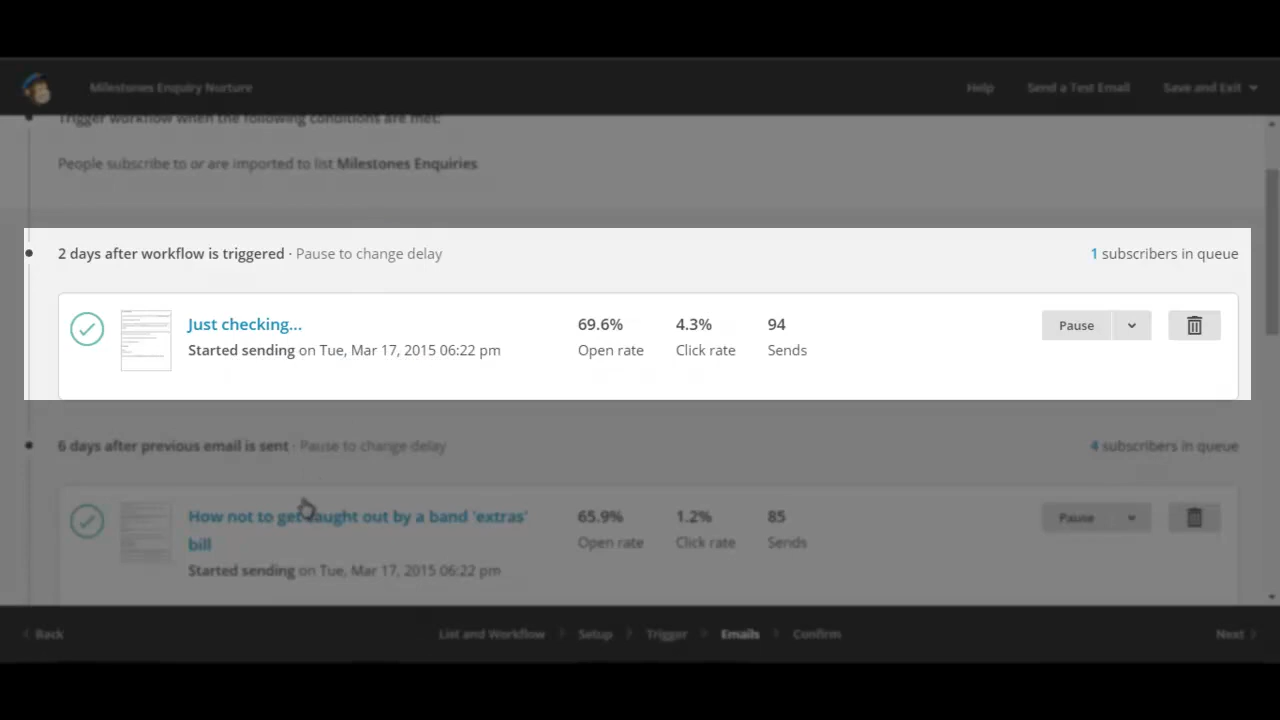 Milestones Enquiry Nurture
Help
Send a Test Email
Save and Exit
Trigger workflow when the following conditions are met:
People subscribe to or are imported to list Milestones Enquiries
2 days after workflow is triggered · Pause to change delay
1 subscribers in queue
Just checking...
Started sending on Tue, Mar 17, 2015 06:22 pm
69.6%
Open rate
4.3%
Click rate
94
Sends
Pause
6 days after previous email is sent · Pause to change delay
4 subscribers in queue
How not to get caught out by a band 'extras'
bill
Started sending on Tue, Mar 17, 2015 06:22 pm
65.9%
Open rate
1.2%
Click rate
85
Sends
Pause
Back
List and Workflow
Setup
Trigger
Emails
Confirm
Next